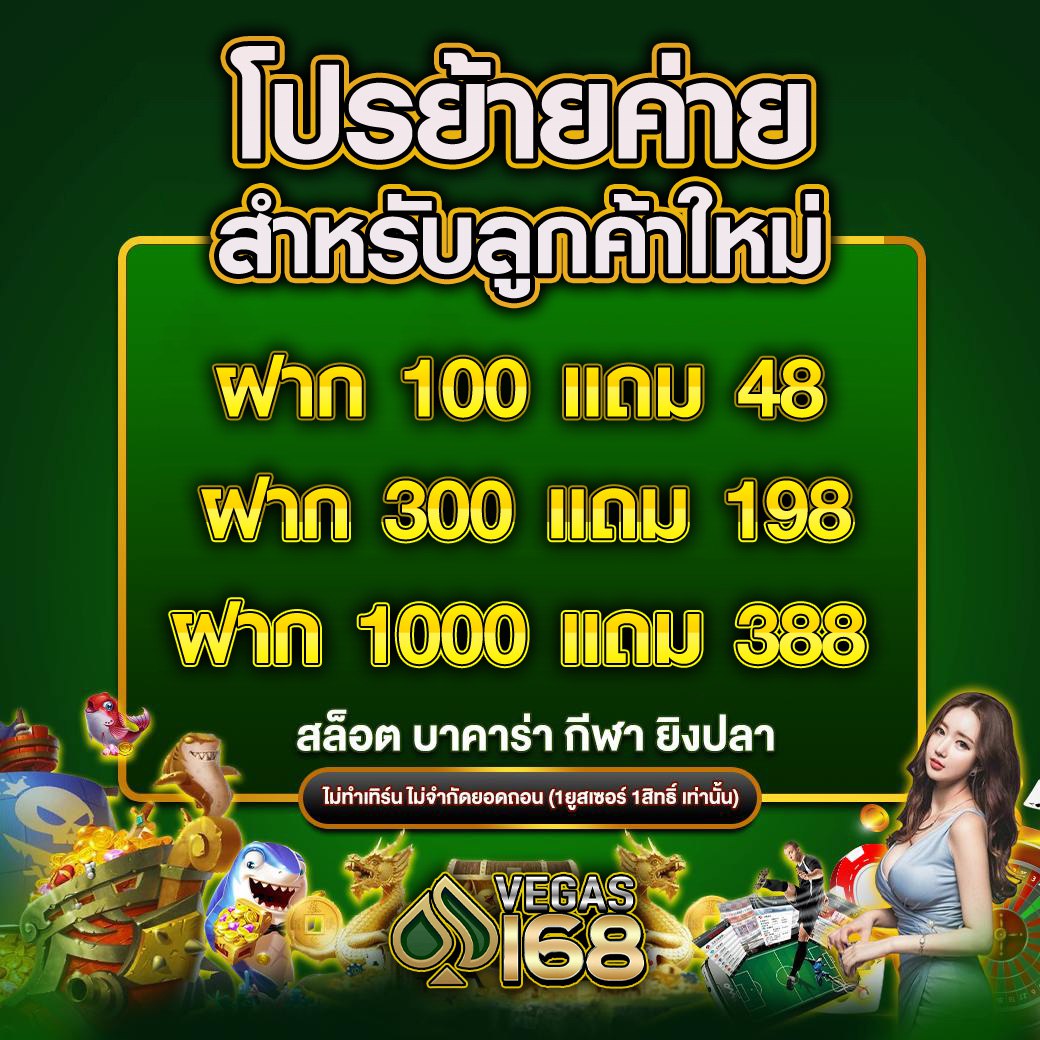 โปรย้ายค่าย
สำหรับลูกค้าใหม่
ฝาก 100 แถม 48
ฝาก 300 แถม 198
ฝาก 1000 แถม 388
สล็อต บาคาร่า กีฬา ยิงปลา
ไม่ทำเทิร์น ไม่จำกัดยอดถอน (1ยูสเซอร์ 1สิทธิ์ เท่านั้น)
VEGAS
168